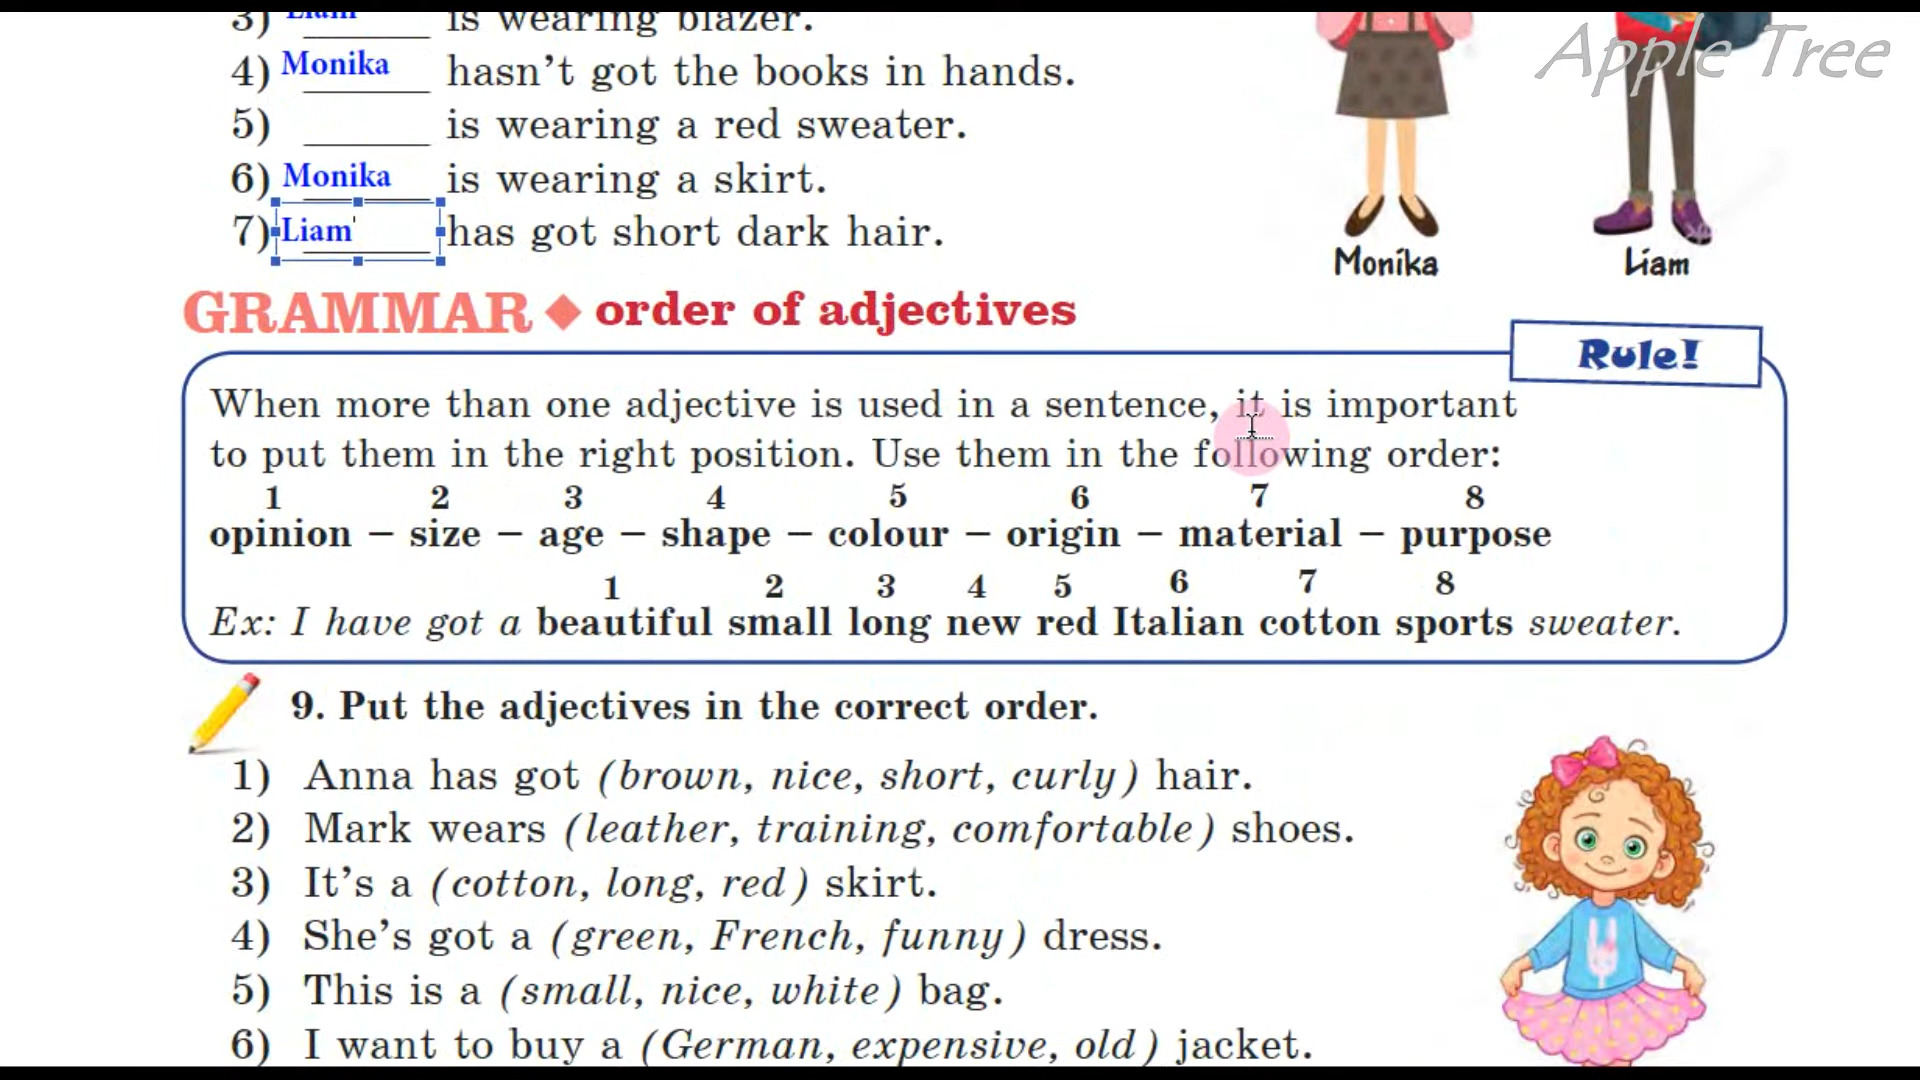 3) Liam is wearing blazer.
4) Monika hasn't got the books in hands.
5) ______ is wearing a red sweater.
6) Monika is wearing a skirt.
7) Liam has got short dark hair.
Apple Tree
Monika
Liam
GRAMMAR ◆ order of adjectives
Rule!
When more than one adjective is used in a sentence, it is important
to put them in the right position. Use them in the following order:
1 2 3 4 5 6 7 8
opinion – size – age – shape – colour – origin – material – purpose
1 2 3 4 5 6 7 8
Ex: I have got a beautiful small long new red Italian cotton sports sweater.
9. Put the adjectives in the correct order.
1) Anna has got (brown, nice, short, curly) hair.
2) Mark wears (leather, training, comfortable) shoes.
3) It's a (cotton, long, red) skirt.
4) She's got a (green, French, funny) dress.
5) This is a (small, nice, white) bag.
6) I want to buy a (German, expensive, old) jacket.